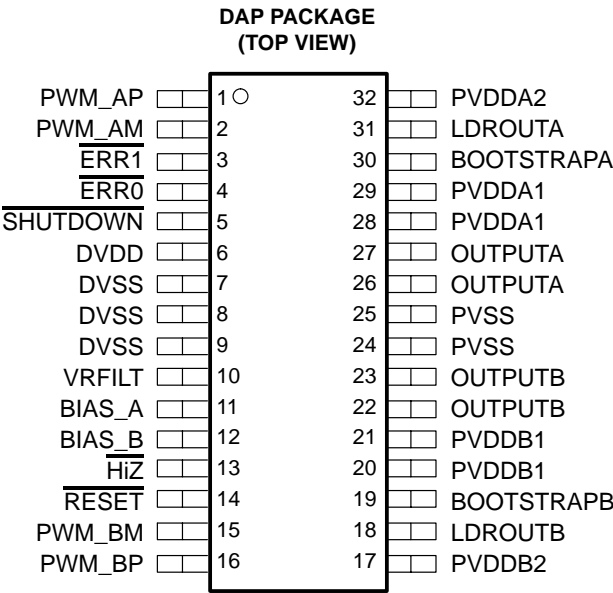 DAP PACKAGE
(TOP VIEW)
PWM_AP 1 32 PVDDA2
PWM_AM 2 31 LDROUTA
ERR1 3 30 BOOTSTRAPA
ERR0 4 29 PVDDA1
SHUTDOWN 5 28 PVDDA1
DVDD 6 27 OUTPUTA
DVSS 7 26 OUTPUTA
DVSS 8 25 PVSS
DVSS 9 24 PVSS
VRFILT 10 23 OUTPUTB
BIAS_A 11 22 OUTPUTB
BIAS_B 12 21 PVDDB1
HiZ 13 20 PVDDB1
RESET 14 19 BOOTSTRAPB
PWM_BM 15 18 LDROUTB
PWM_BP 16 17 PVDDB2